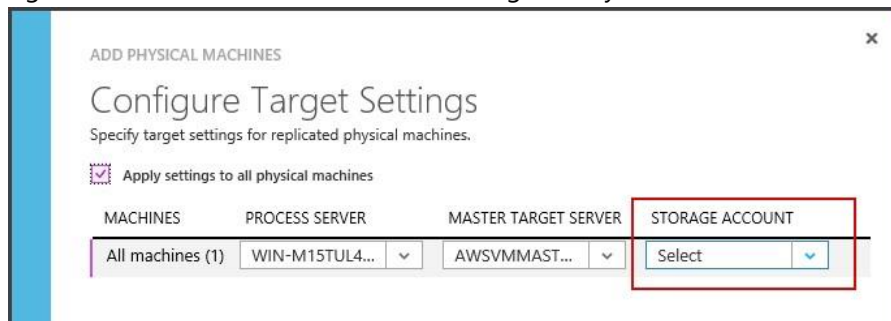 ADD PHYSICAL MACHINES
Configure Target Settings
Specify target settings for replicated physical machines.
Apply settings to all physical machines
MACHINES PROCESS SERVER MASTER TARGET SERVER STORAGE ACCOUNT
All machines (1) WIN-M15TUL4... AWSVMMAST... Select